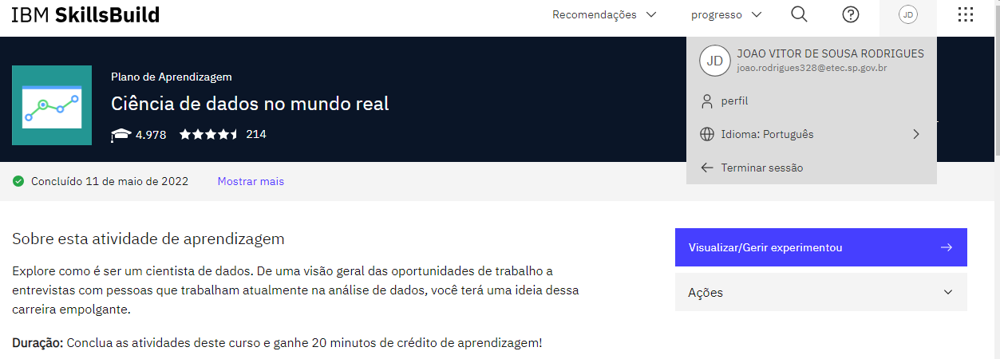 IBM SkillsBuild
Recomendações
progresso
JD
JD
JOAO VITOR DE SOUSA RODRIGUES
joao.rodrigues328@etec.sp.gov.br
perfil
Idioma: Português
Terminar sessão
Plano de Aprendizagem
Ciência de dados no mundo real
4.978
214
Concluído 11 de maio de 2022
Mostrar mais
Sobre esta atividade de aprendizagem
Explore como é ser um cientista de dados. De uma visão geral das oportunidades de trabalho a
entrevistas com pessoas que trabalham atualmente na análise de dados, você terá uma ideia dessa
carreira empolgante.
Duração: Conclua as atividades deste curso e ganhe 20 minutos de crédito de aprendizagem!
Visualizar/Gerir experimentou
Ações